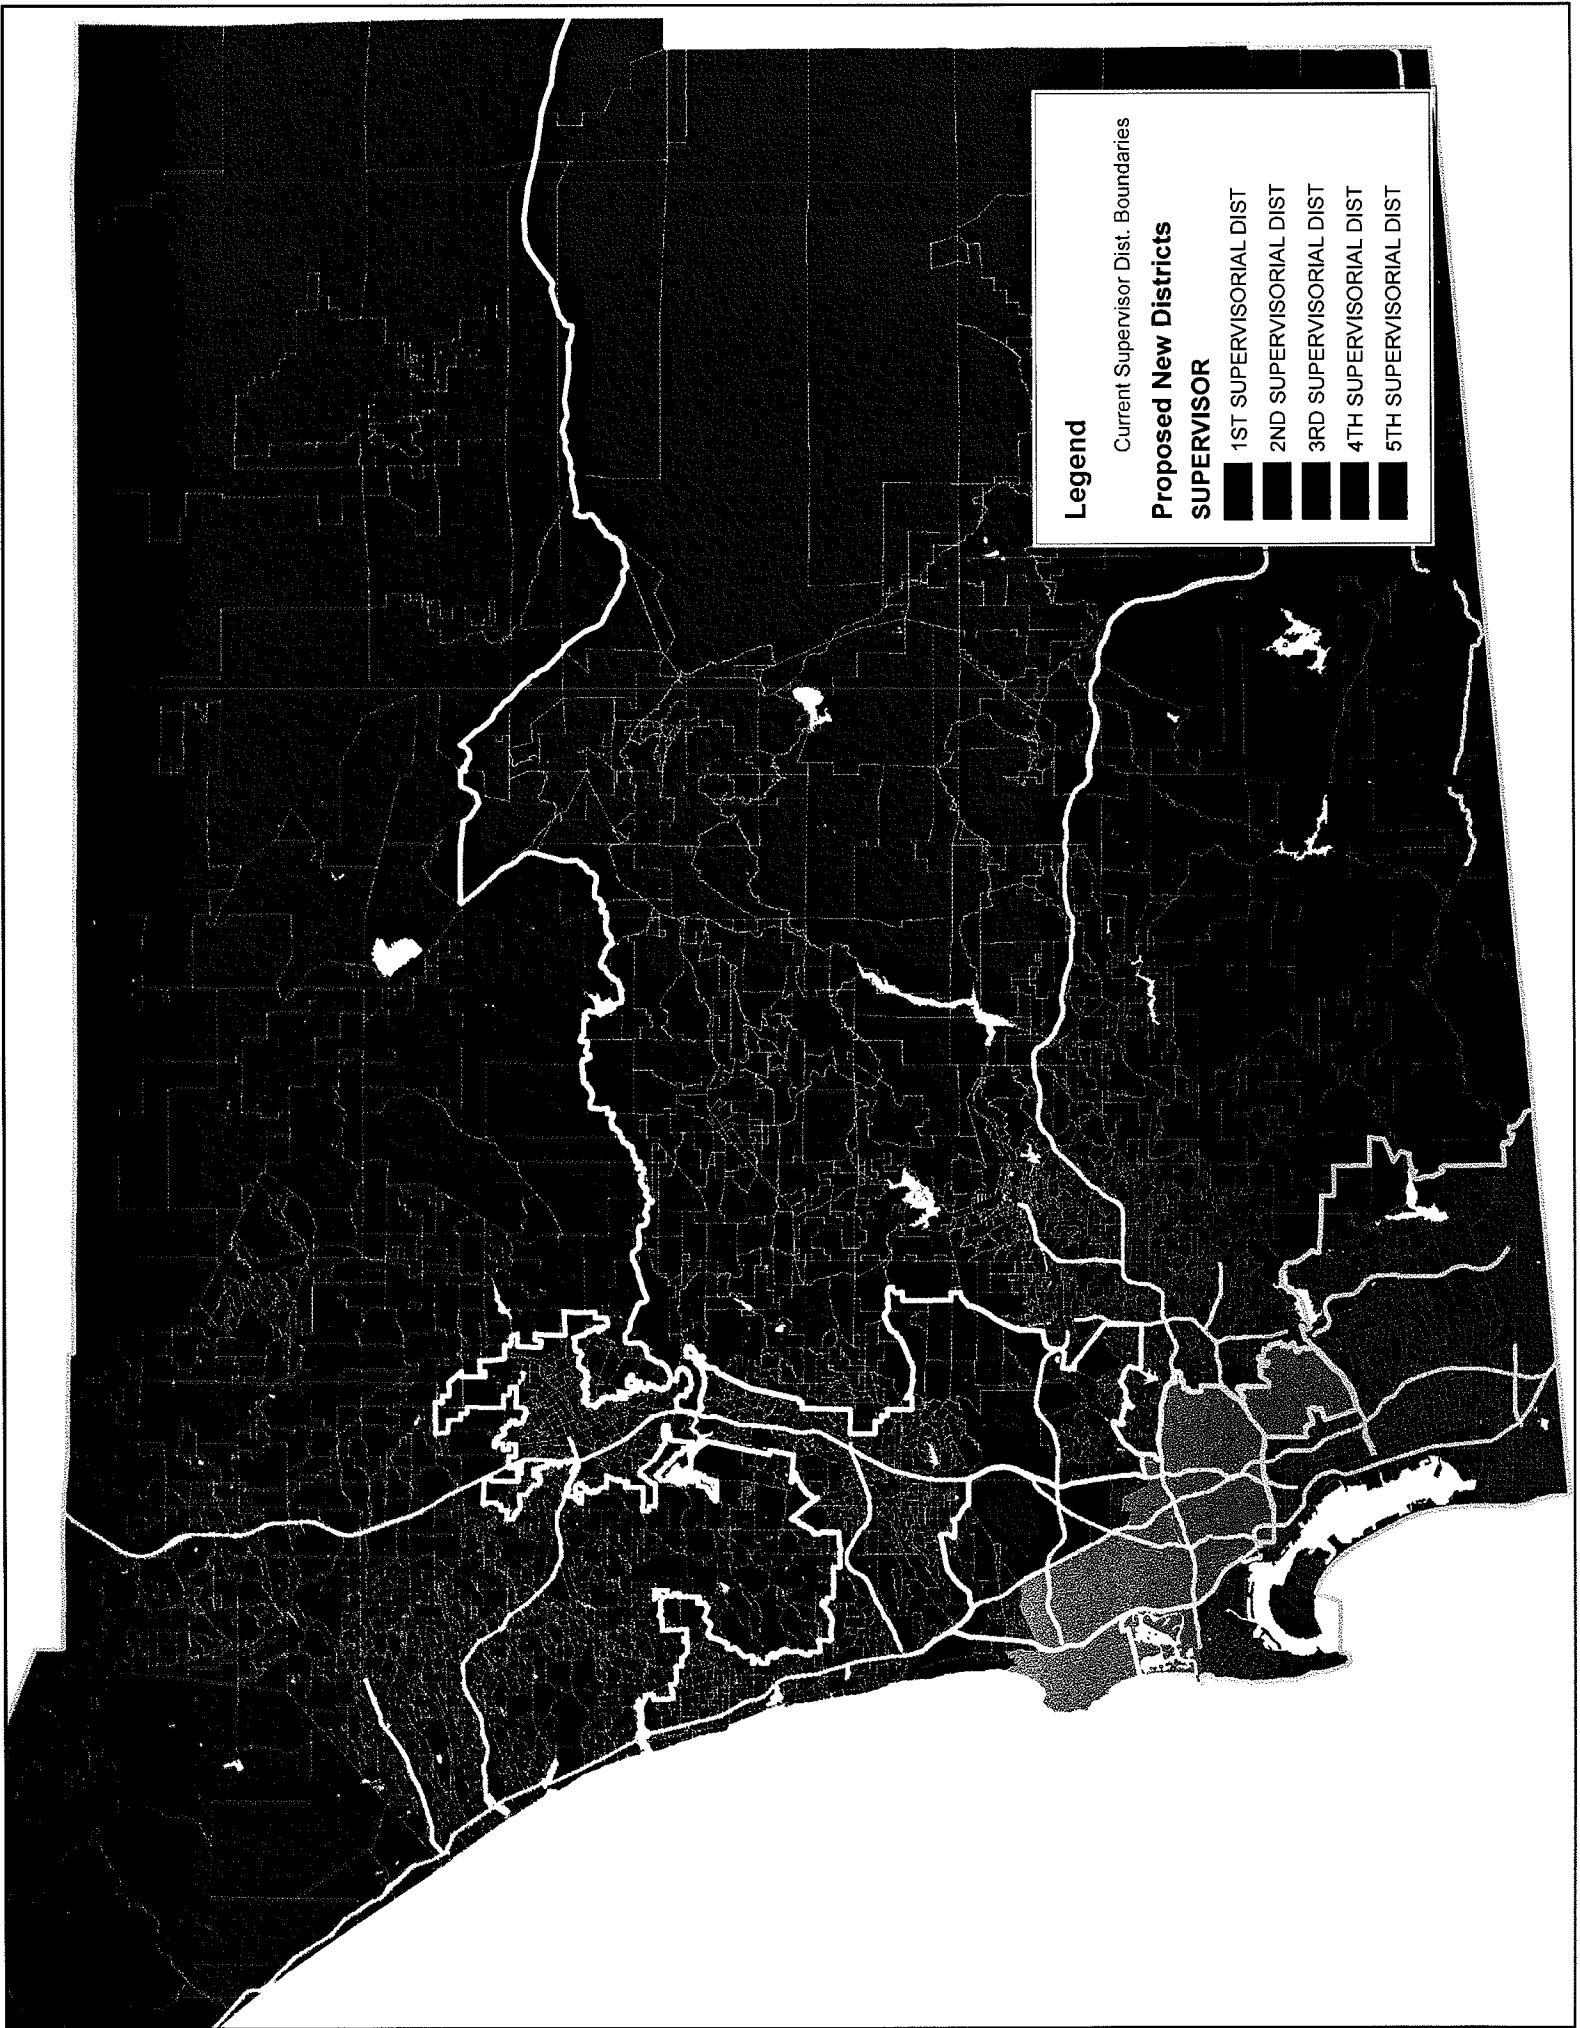 Legend
Current Supervisor Dist. Boundaries
Proposed New Districts
SUPERVISOR
1ST SUPERVISORIAL DIST
2ND SUPERVISORIAL DIST
3RD SUPERVISORIAL DIST
4TH SUPERVISORIAL DIST
5TH SUPERVISORIAL DIST